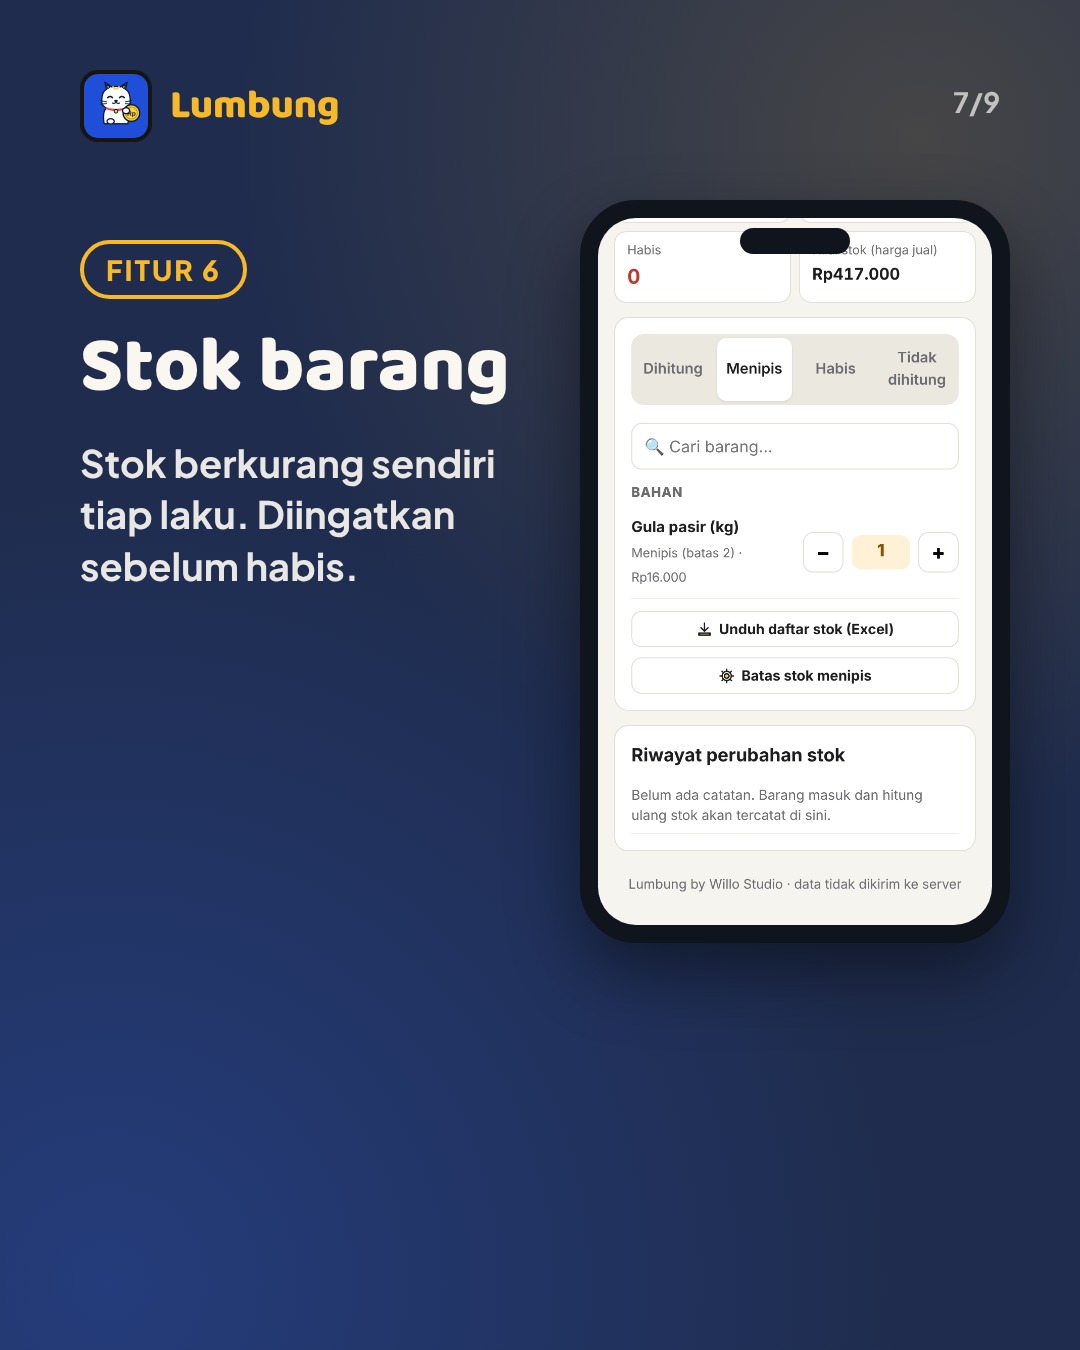 Lumbung
7/9
FITUR 6
Stok barang
Stok berkurang sendiri
tiap laku. Diingatkan
sebelum habis.
Habis
0
stok (harga jual)
Rp417.000
Dihitung
Menipis
Habis
Tidak
dihitung
🔍 Cari barang...
BAHAN
Gula pasir (kg)
Menipis (batas 2) ·
Rp16.000
−
1
+
Unduh daftar stok (Excel)
Batas stok menipis
Riwayat perubahan stok
Belum ada catatan. Barang masuk dan hitung
ulang stok akan tercatat di sini.
Lumbung by Willo Studio · data tidak dikirim ke server